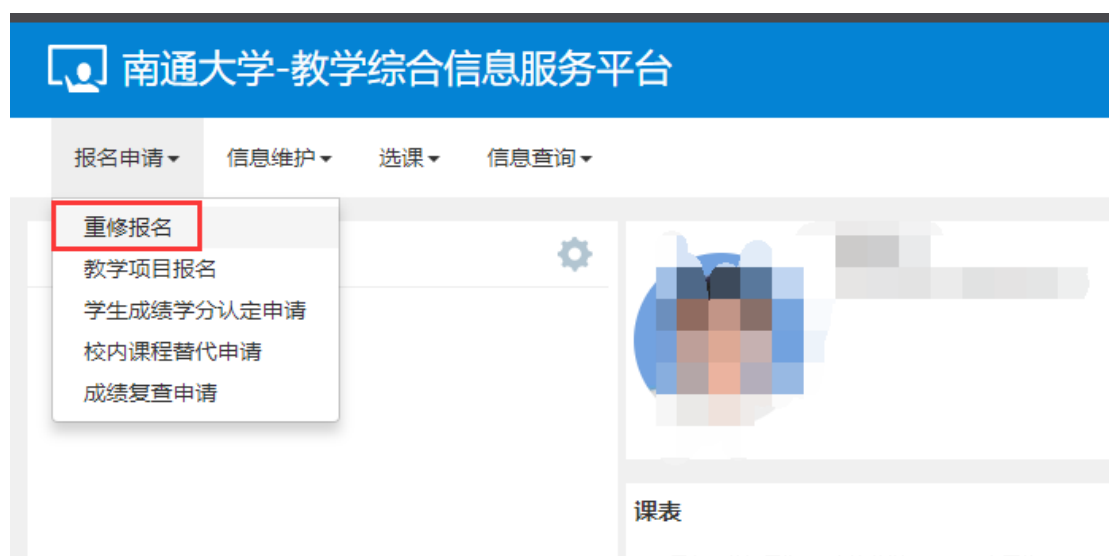 南通大学-教学综合信息服务平台
报名申请 信息维护 选课 信息查询
重修报名
教学项目报名
学生成绩学分认定申请
校内课程替代申请
成绩复查申请
课表